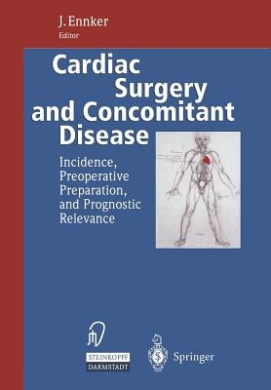 J. Ennker
Editor
Cardiac
Surgery
and Concomitant
Disease
Incidence,
Preoperative
Preparation,
and Prognostic
Relevance
STEINKOPFF
DARMSTADT
Springer